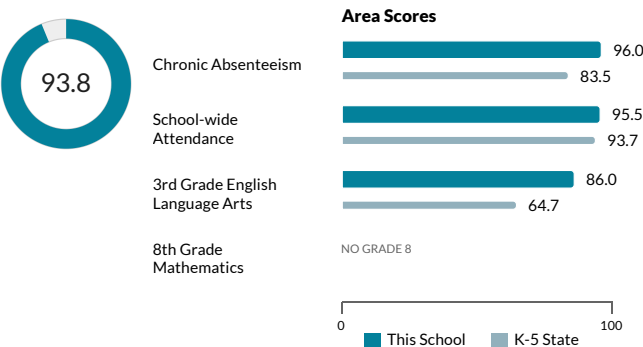 Area Scores
93.8
Chronic Absenteeism
96.0
83.5
School-wide
Attendance
95.5
93.7
3rd Grade English
Language Arts
86.0
64.7
8th Grade
Mathematics
NO GRADE 8
0
100
This School
K-5 State